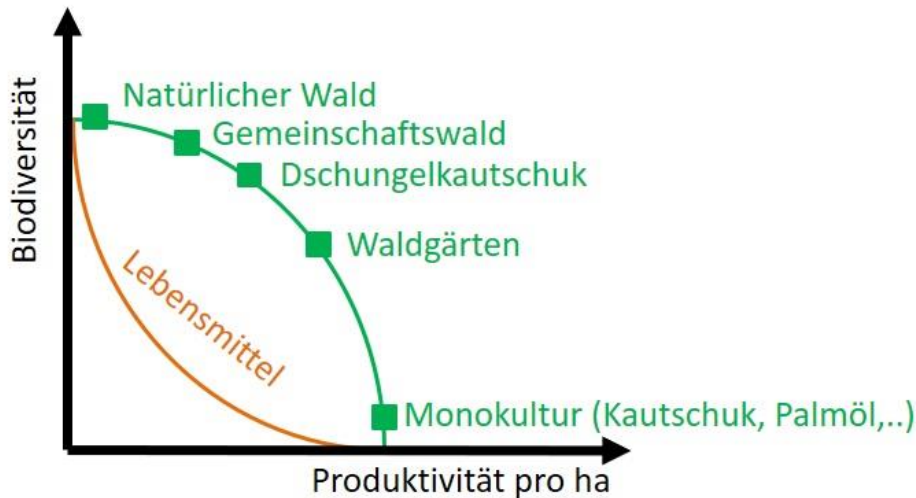 Biodiversität
Natürlicher Wald
Gemeinschaftswald
Dschungelkautschuk
Waldgärten
Lebensmittel
Monokultur (Kautschuk, Palmöl,..)
Produktivität pro ha